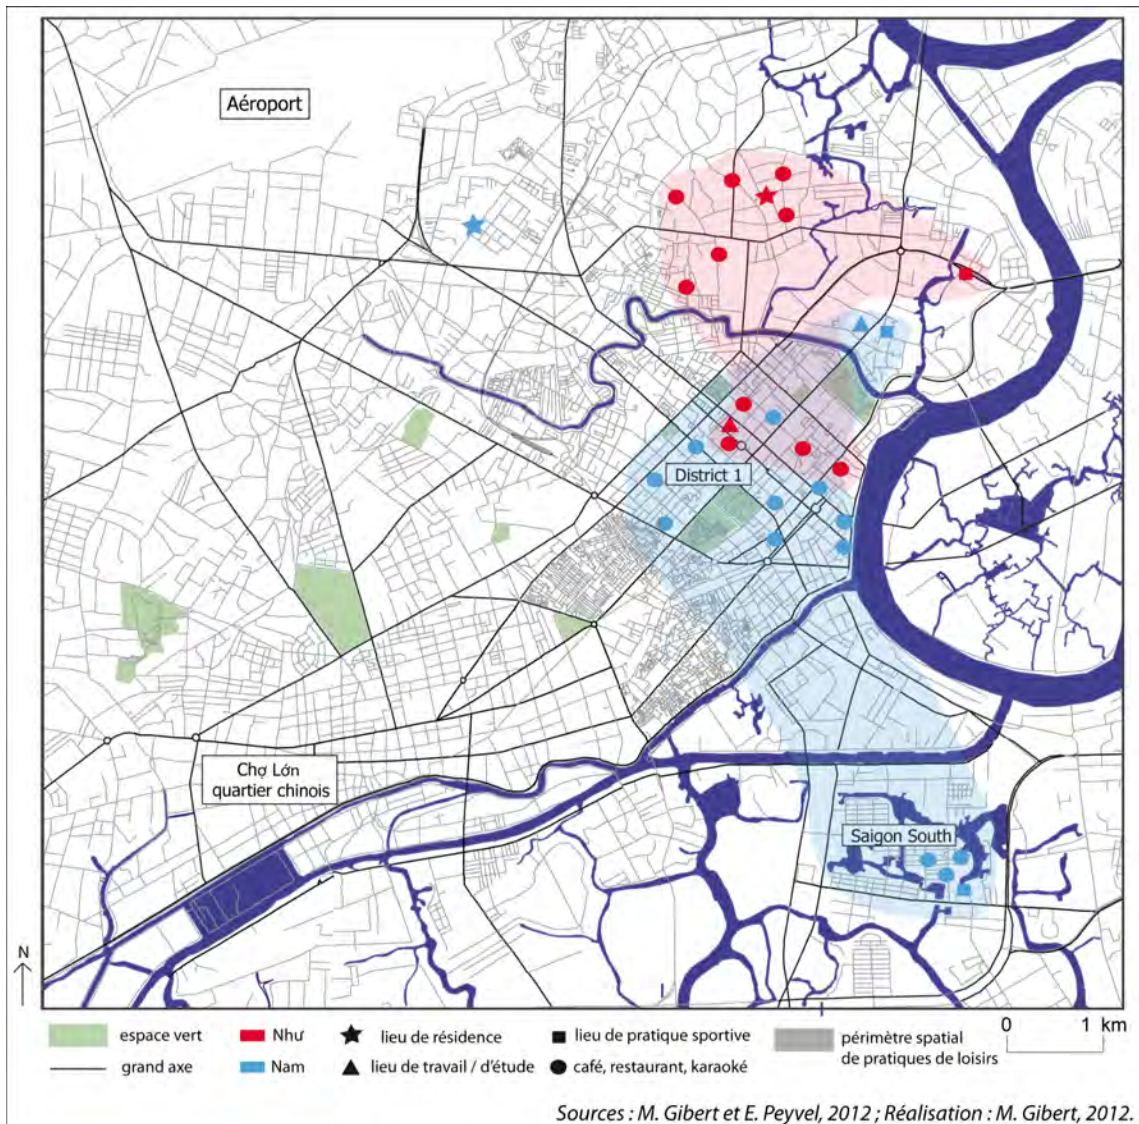 Aéroport
District 1
Chợ Lớn
quartier chinois
Saigon South
N
0 1 km
espace vert
Như
lieu de résidence
lieu de pratique sportive
périmètre spatial
de pratiques de loisirs
grand axe
Nam
lieu de travail / d'étude
café, restaurant, karaoké
Sources : M. Gibert et E. Peyvel, 2012 ; Réalisation : M. Gibert, 2012.